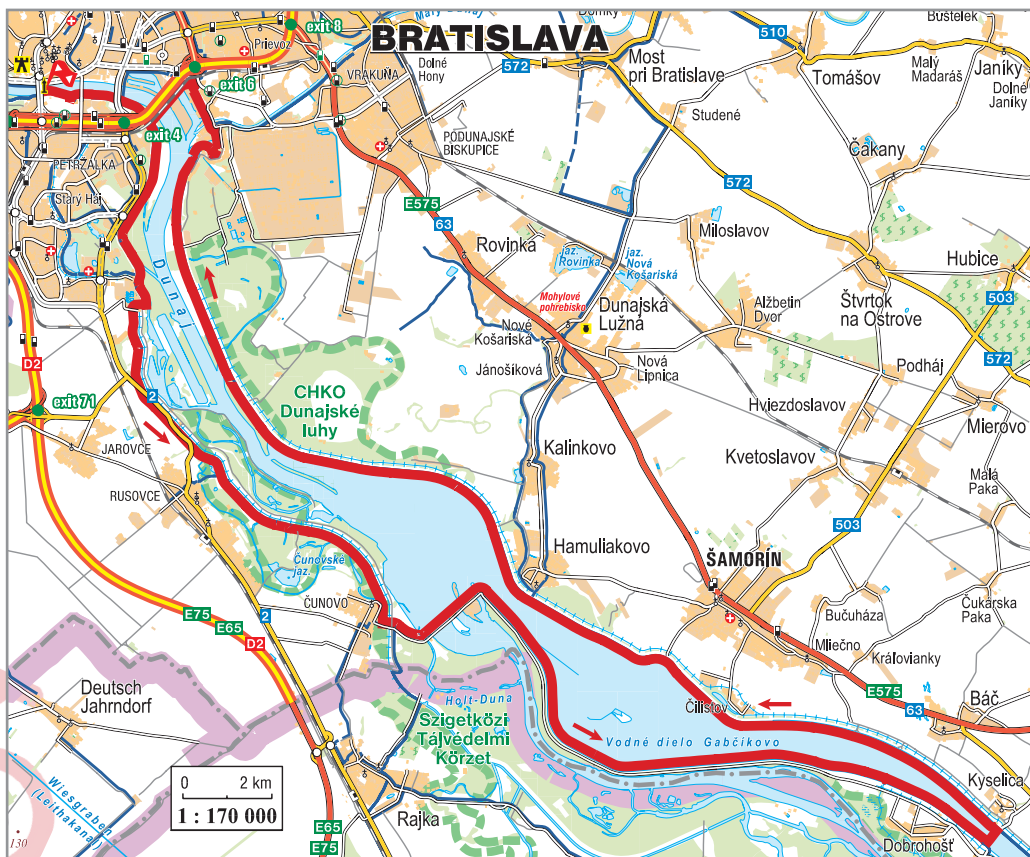 Malý Dunaj
Domky
Bustelek
exit 8
BRATISLAVA
510
Prievoz
Dolné
Hony
572
Most
pri Bratislave
Tomášov
Malý
Madaráš
Janíky
Dolné
Janíky
VRAKUŇA
exit 6
1
Studené
exit 4
PODUNAJSKÉ
BISKUPICE
Čakany
PETRŽALKA
572
Starý Háj
E575
63
Miloslavov
Rovinka
jaz.
Rovinka
jaz.
Nová
Košariská
Hubice
Dunaj
503
Mohylové
pohrebisko
Dunajská
Lužná
Alžbetin
Dvor
Štvrtok
na Ostrove
Nové
Košariská
572
D2
Jánošíková
Nová
Lipnica
Podháj
exit 71
2
CHKO
Dunajské
luhy
Hviezdoslavov
Mierovo
JAROVCE
Kalinkovo
Kvetoslavov
Malá
Paka
RUSOVCE
503
Čunovské
jaz.
Hamuliakovo
ŠAMORÍN
ČUNOVO
Bučuháza
Čukárska
Paka
E75
E65
2
D2
Mliečno
Kráľovianky
Deutsch
Jahrndorf
E575
63
Báč
Holt-Duna
Čilistov
Szigetközi
Tájvédelmi
Körzet
Vodné dielo Gabčíkovo
Kyselica
Wiesgraben
(Leithakanal)
0 2 km
1 : 170 000
Rajka
E65
E75
Dobrohošť
130